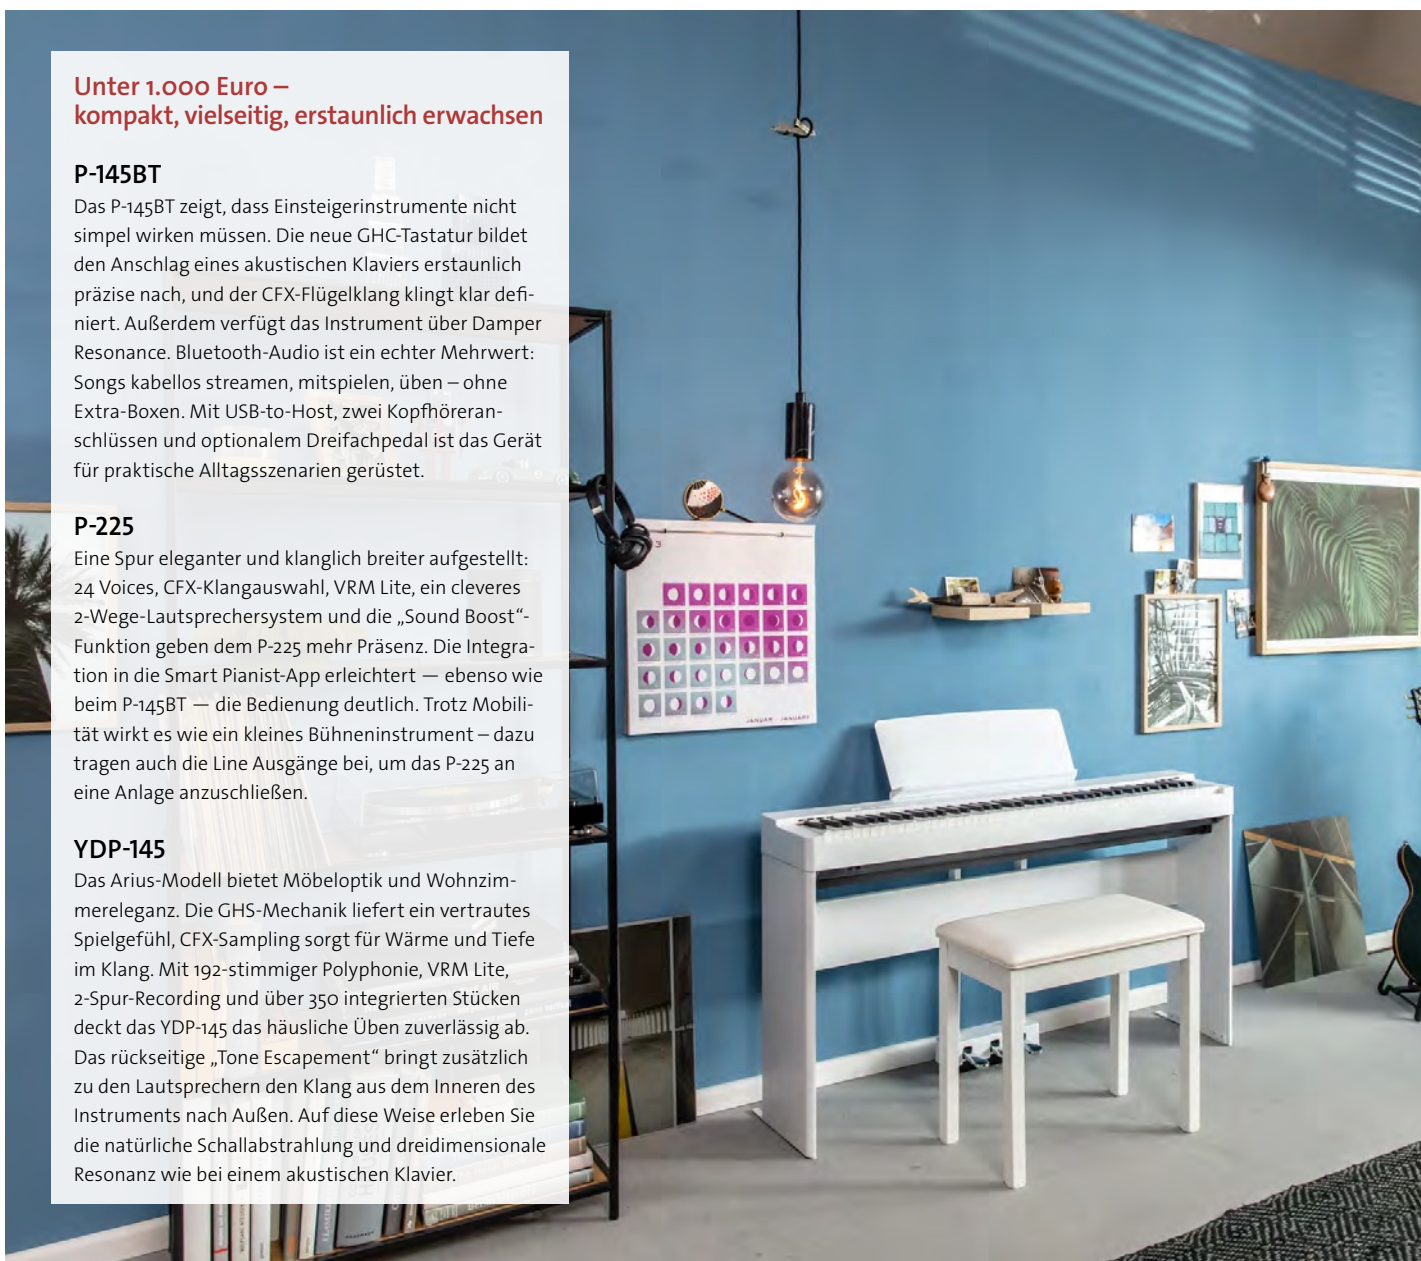 Unter 1.000 Euro –
kompakt, vielseitig, erstaunlich erwachsen
P-145BT
Das P-145BT zeigt, dass Einsteigerinstrumente nicht
simpel wirken müssen. Die neue GHC-Tastatur bildet
den Anschlag eines akustischen Klaviers erstaunlich
präzise nach, und der CFX-Flügelklang klingt klar defi-
niert. Außerdem verfügt das Instrument über Damper
Resonance. Bluetooth-Audio ist ein echter Mehrwert:
Songs kabellos streamen, mitspielen, üben – ohne
Extra-Boxen. Mit USB-to-Host, zwei Kopfhöreran-
schlüssen und optionalem Dreifachpedal ist das Gerät
für praktische Alltagsszenarien gerüstet.
P-225
Eine Spur eleganter und klanglich breiter aufgestellt:
24 Voices, CFX-Klangauswahl, VRM Lite, ein cleveres
2-Wege-Lautsprechersystem und die „Sound Boost“-
Funktion geben dem P-225 mehr Präsenz. Die Integra-
tion in die Smart Pianist-App erleichtert — ebenso wie
beim P-145BT — die Bedienung deutlich. Trotz Mobili-
tät wirkt es wie ein kleines Bühneninstrument – dazu
tragen auch die Line Ausgänge bei, um das P-225 an
eine Anlage anzuschließen.
YDP-145
Das Arius-Modell bietet Möbeloptik und Wohnzim-
mereleganz. Die GHS-Mechanik liefert ein vertrautes
Spielgefühl, CFX-Sampling sorgt für Wärme und Tiefe
im Klang. Mit 192-stimmiger Polyphonie, VRM Lite,
2-Spur-Recording und über 350 integrierten Stücken
deckt das YDP-145 das häusliche Üben zuverlässig ab.
Das rückseitige „Tone Escapement“ bringt zusätzlich
zu den Lautsprechern den Klang aus dem Inneren des
Instruments nach Außen. Auf diese Weise erleben Sie
die natürliche Schallabstrahlung und dreidimensionale
Resonanz wie bei einem akustischen Klavier.
3
JANUAR - JANUARY